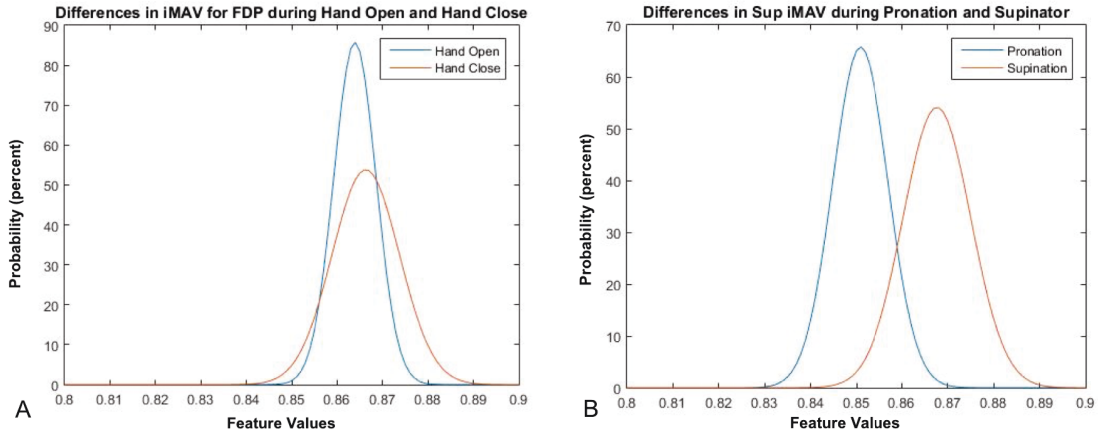 Differences in iMAV for FDP during Hand Open and Hand Close
90
80
70
60
50
40
30
20
10
0
Probability (percent)
Hand Open
Hand Close
0.8 0.81 0.82 0.83 0.84 0.85 0.86 0.87 0.88 0.89 0.9
Feature Values
A
Differences in Sup iMAV during Pronation and Supinator
70
60
50
40
30
20
10
0
Probability (percent)
Pronation
Supination
0.8 0.81 0.82 0.83 0.84 0.85 0.86 0.87 0.88 0.89 0.9
Feature Values
B